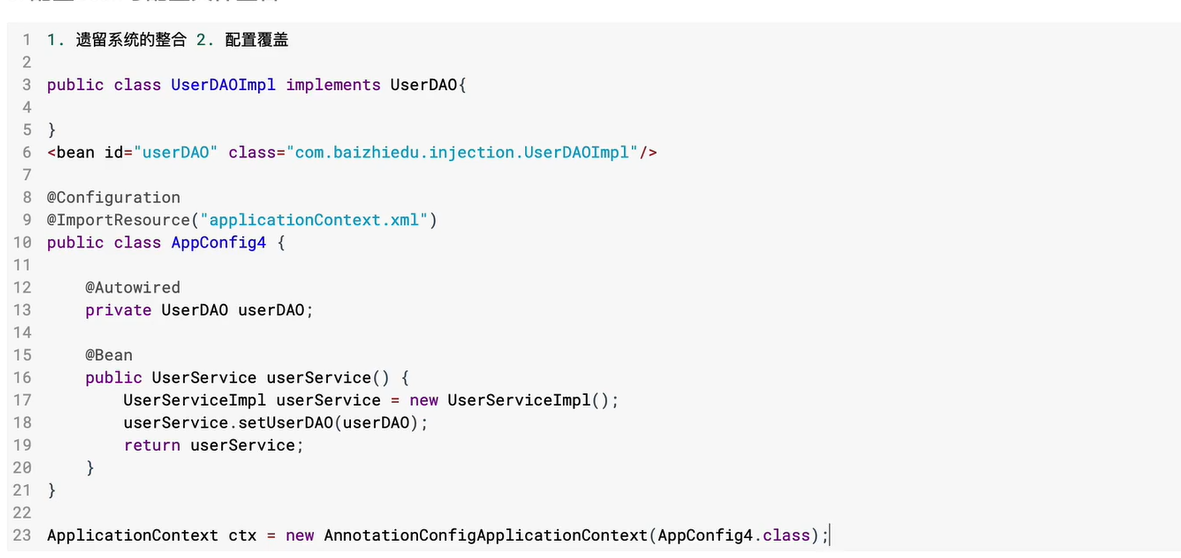 1 1. 遗留系统的整合 2. 配置覆盖
2
3 public class UserDAOImpl implements UserDAO{
4
5 }
6 <bean id="userDAO" class="com.baizhiedu.injection.UserDAOImpl"/>
7
8 @Configuration
9 @ImportResource("applicationContext.xml")
10 public class AppConfig4 {
11
12     @Autowired
13     private UserDAO userDAO;
14
15     @Bean
16     public UserService userService() {
17         UserServiceImpl userService = new UserServiceImpl();
18         userService.setUserDAO(userDAO);
19         return userService;
20     }
21 }
22
23 ApplicationContext ctx = new AnnotationConfigApplicationContext(AppConfig4.class);